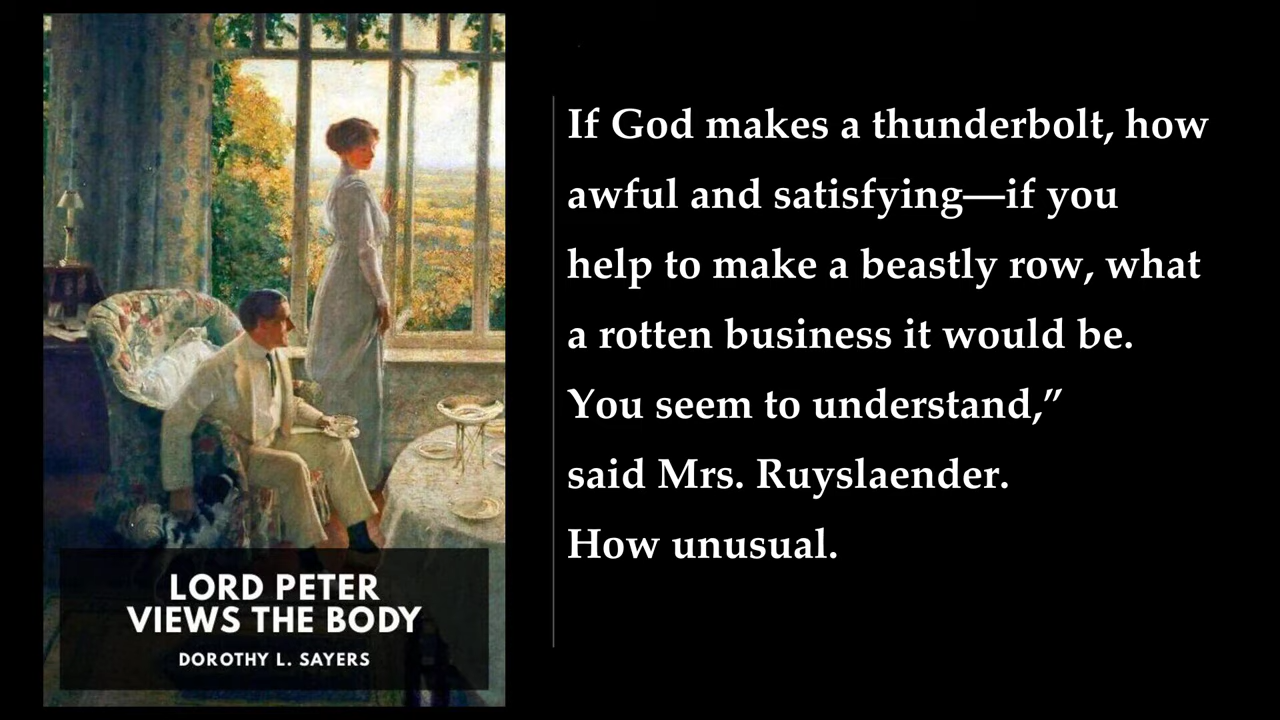 LORD PETER
VIEWS THE BODY
DOROTHY L. SAYERS
If God makes a thunderbolt, how
awful and satisfying—if you
help to make a beastly row, what
a rotten business it would be.
You seem to understand,”
said Mrs. Ruyslaender.
How unusual.